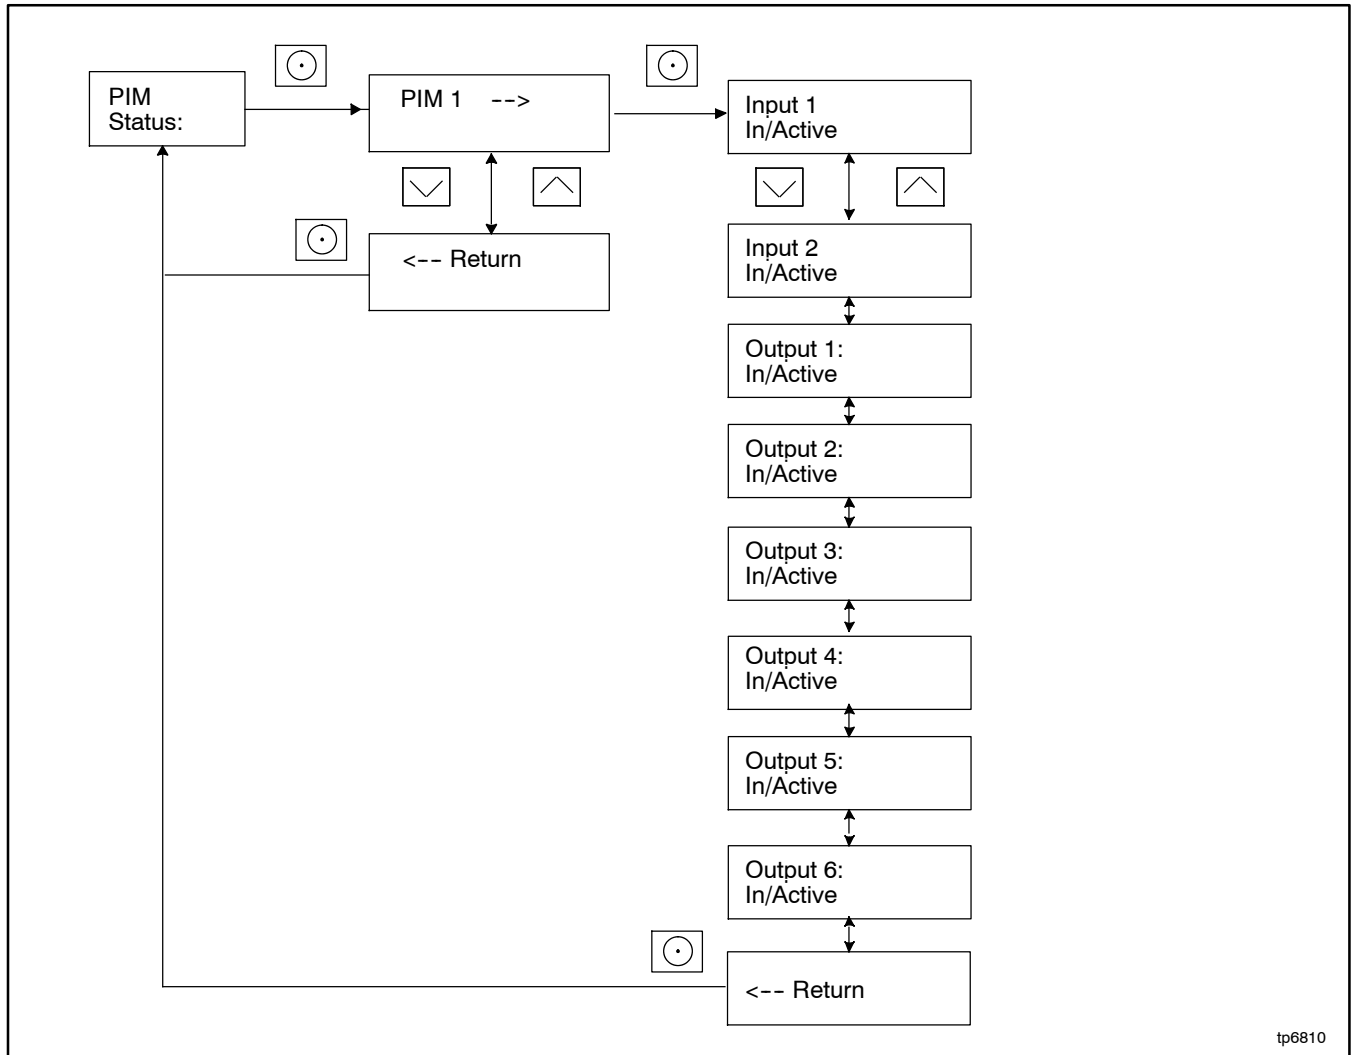 PIM
Status:
PIM 1 -->
<-- Return
Input 1
In/Active
Input 2
In/Active
Output 1:
In/Active
Output 2:
In/Active
Output 3:
In/Active
Output 4:
In/Active
Output 5:
In/Active
Output 6:
In/Active
<-- Return
tp6810